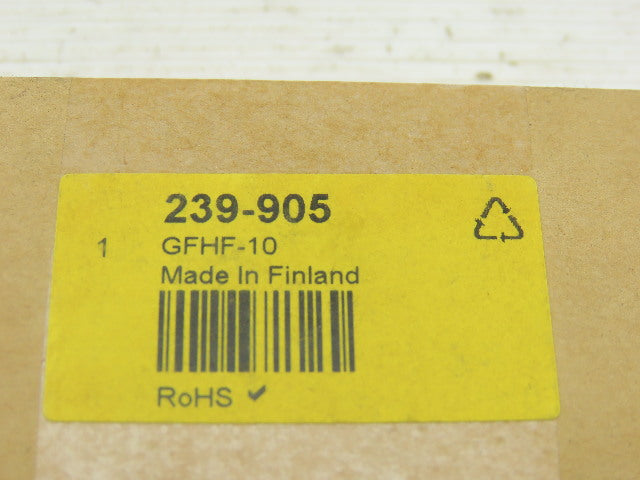 239-905
1 GFHF-10
Made In Finland
RoHS ✔